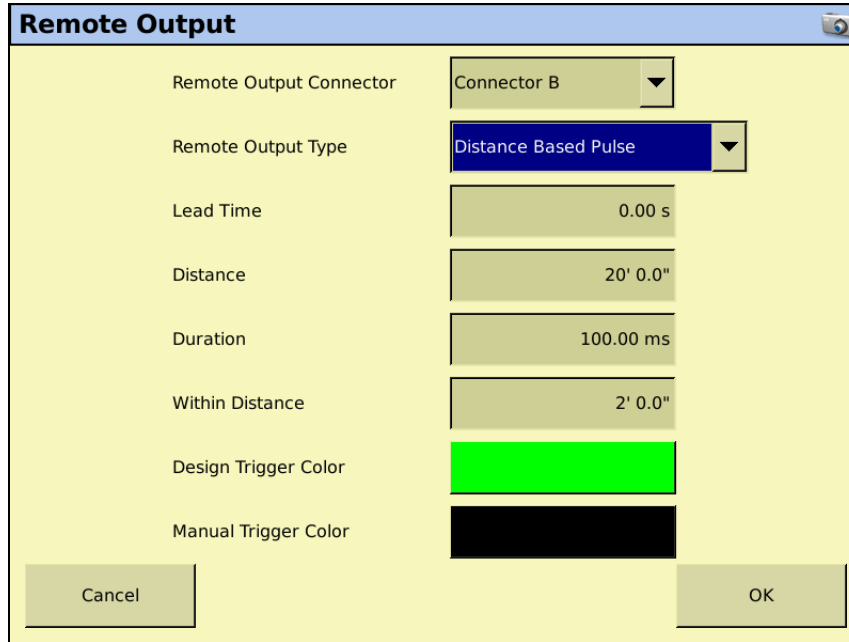 Remote Output
Remote Output Connector Connector B
Remote Output Type Distance Based Pulse
Lead Time 0.00 s
Distance 20' 0.0"
Duration 100.00 ms
Within Distance 2' 0.0"
Design Trigger Color
Manual Trigger Color
Cancel OK